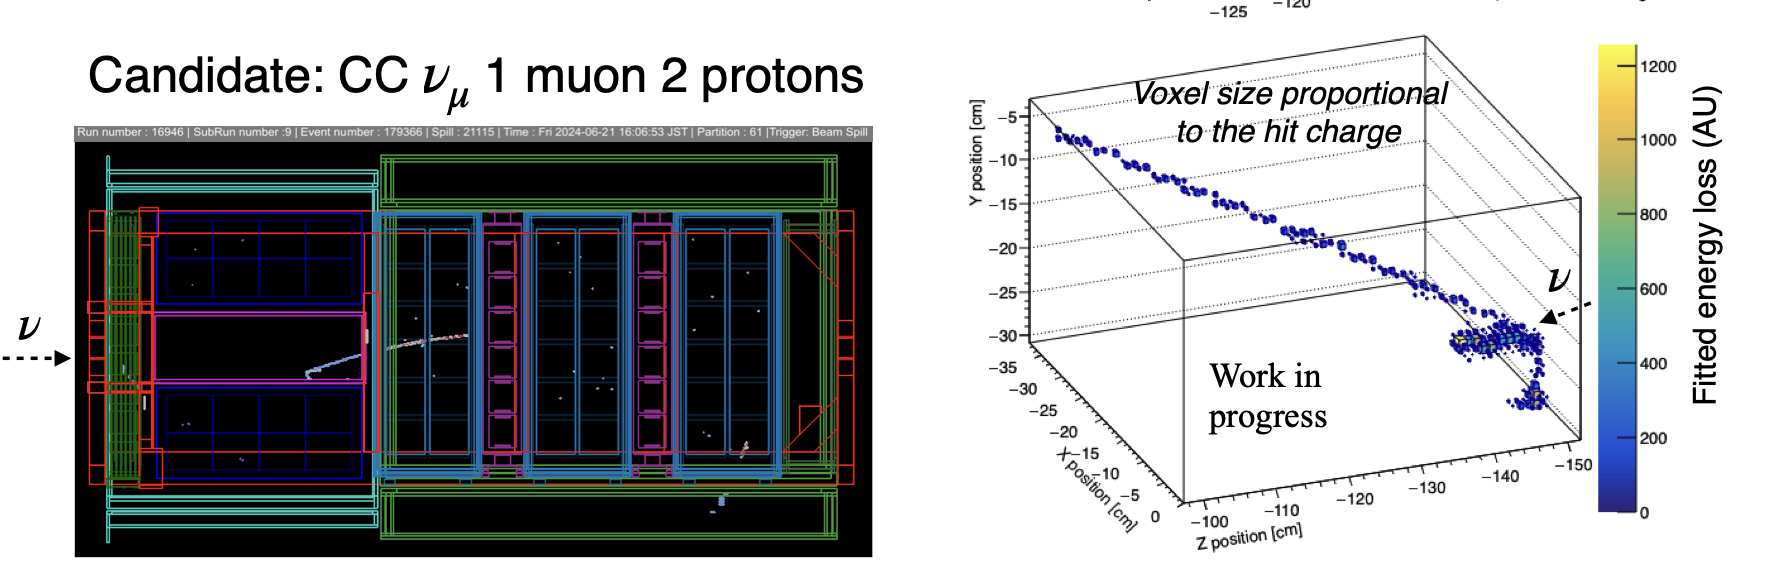 Candidate: CC νμ 1 muon 2 protons
Run number : 16946 | SubRun number :9 | Event number : 179366 | Spill : 21115 | Time : Fri 2024-06-21 16:06:53 JST | Partition : 61 |Trigger: Beam Spill
ν
−125
−120
Voxel size proportional
to the hit charge
Y position [cm]
−5
−10
−15
−20
−25
−30
−35
−30
−25
−20
−15
−10
−5
0
X position [cm]
−100
−110
−120
−130
−140
−150
Z position [cm]
Work in
progress
ν
1200
1000
800
600
400
200
0
Fitted energy loss (AU)